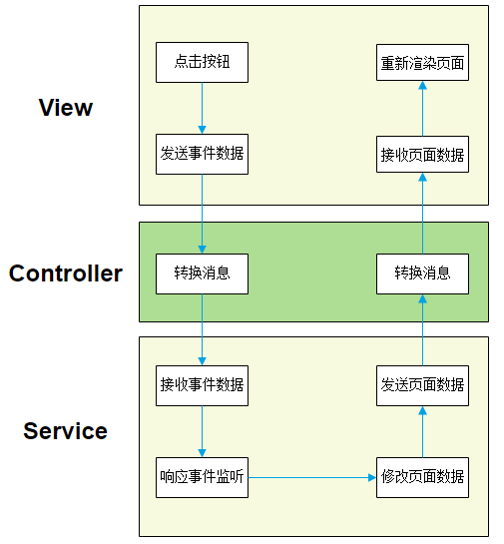 View
点击按钮
重新渲染页面
发送事件数据
接收页面数据
Controller
转换消息
转换消息
Service
接收事件数据
发送页面数据
响应事件监听
修改页面数据